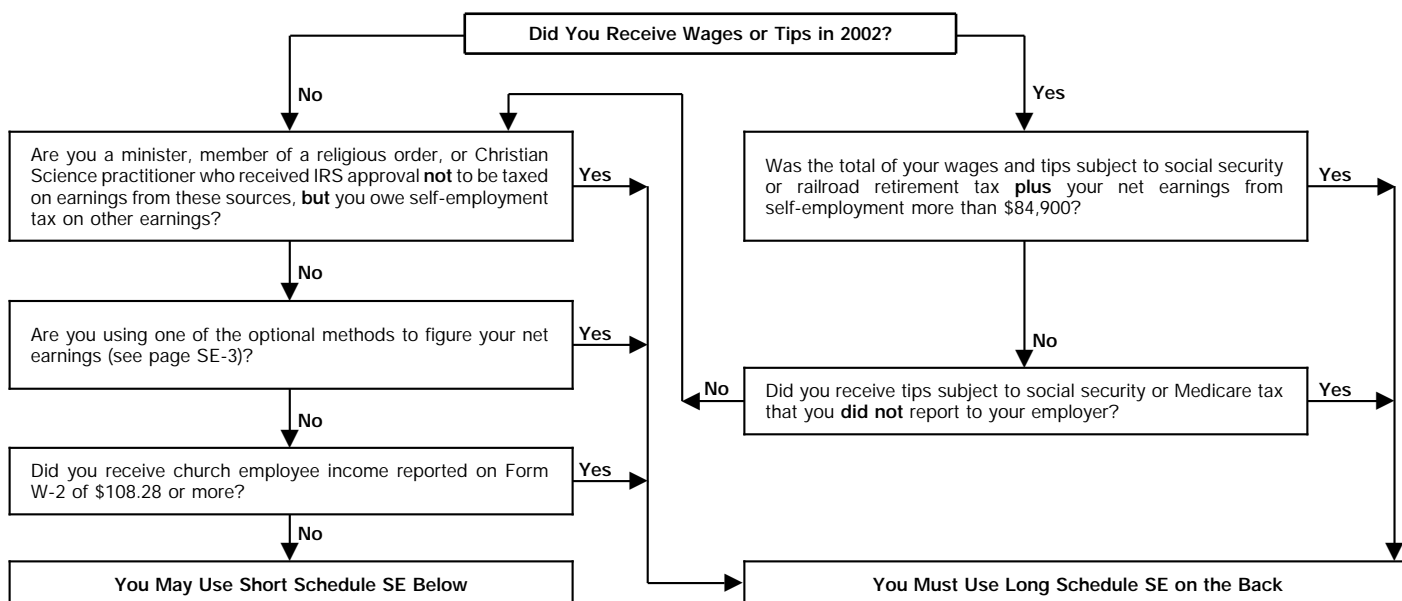 Did You Receive Wages or Tips in 2002?
No
Yes
Are you a minister, member of a religious order, or Christian
Science practitioner who received IRS approval not to be taxed
on earnings from these sources, but you owe self-employment
tax on other earnings?
Yes
Was the total of your wages and tips subject to social security
or railroad retirement tax plus your net earnings from
self-employment more than $84,900?
Yes
No
No
Are you using one of the optional methods to figure your net
earnings (see page SE-3)?
Yes
No
Did you receive tips subject to social security or Medicare tax
that you did not report to your employer?
Yes
No
Did you receive church employee income reported on Form
W-2 of $108.28 or more?
Yes
No
You May Use Short Schedule SE Below
You Must Use Long Schedule SE on the Back